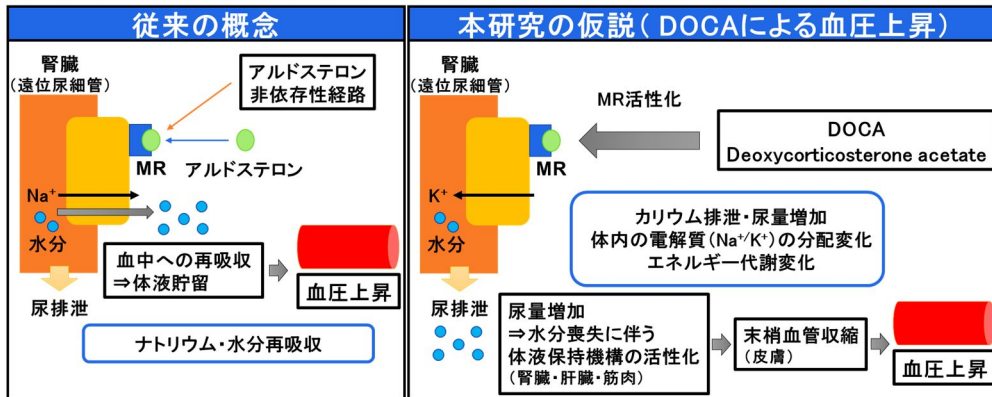 従来の概念
腎臓
(遠位尿細管)
アルドステロン
非依存性経路
MR
アルドステロン
Na⁺
水分
血中への再吸収
⇒体液貯留
血圧上昇
尿排泄
ナトリウム・水分再吸収
本研究の仮説( DOCAによる血圧上昇)
腎臓
(遠位尿細管)
MR活性化
DOCA
Deoxycorticosterone acetate
MR
K⁺
水分
カリウム排泄・尿量増加
体内の電解質(Na⁺/K⁺)の分配変化
エネルギー代謝変化
尿排泄
尿量増加
⇒水分喪失に伴う
体液保持機構の活性化
(腎臓・肝臓・筋肉)
末梢血管収縮
(皮膚)
血圧上昇